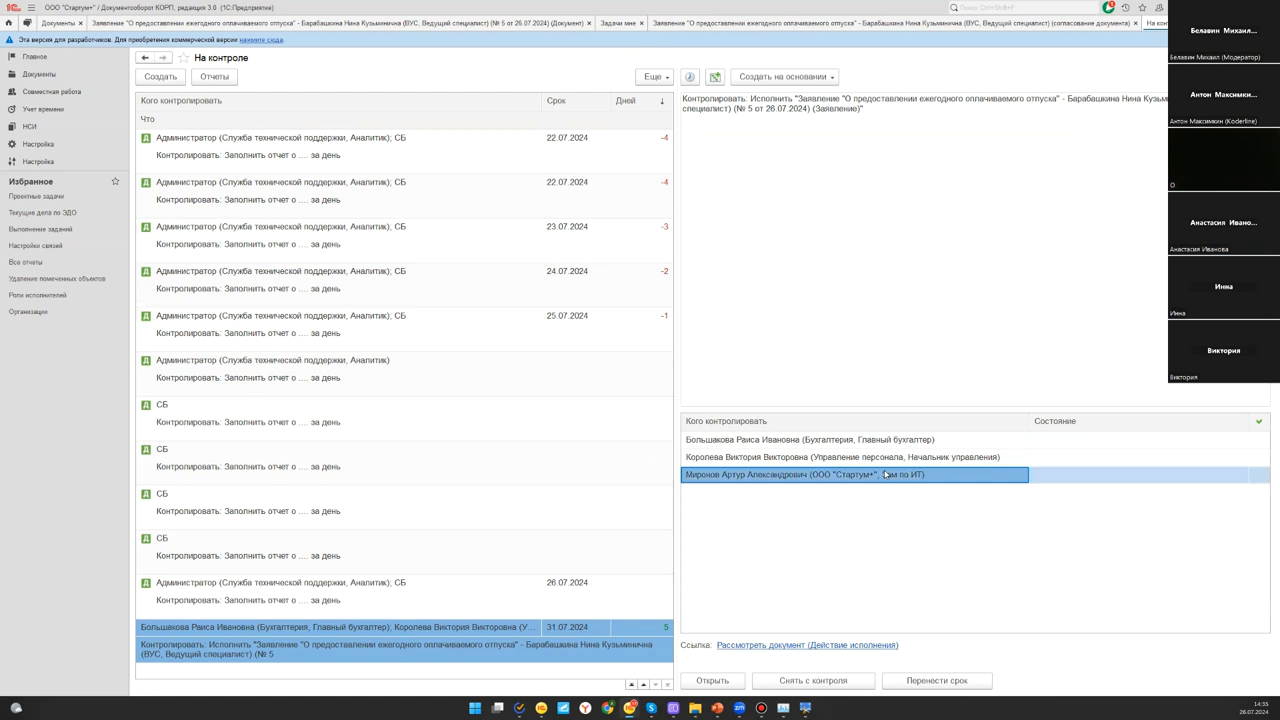 ООО "Стартум+" / Документооборот КОРП, редакция 3.0 (1С:Предприятие)
Поиск Ctrl+Shift+F
Документы ×
Заявление "О предоставлении ежегодного оплачиваемого отпуска" - Барабашкина Нина Кузьминична (ВУС, Ведущий специалист) (№ 5 от 26.07.2024) (Документ) ×
Задачи мне ×
Заявление "О предоставлении ежегодного оплачиваемого отпуска" - Барабашкина Нина Кузьминична (ВУС, Ведущий специалист) (согласование документа) ×
На кон
Эта версия для разработчиков. Для приобретения коммерческой версии нажмите сюда.
Главное
Документы
Совместная работа
Учет времени
НСИ
Настройка
Настройка
Избранное
Проектные задачи
Текущие дела по ЭДО
Выполнение заданий
Настройки связей
Все отчеты
Удаление помеченных объектов
Роли исполнителей
Организации
На контроле
Создать
Отчеты
Еще
Создать на основании
Кого контролировать Срок Дней ↓
Что
Администратор (Служба технической поддержки, Аналитик); СБ 22.07.2024 -4
Контролировать: Заполнить отчет о .... за день
Администратор (Служба технической поддержки, Аналитик); СБ 22.07.2024 -4
Контролировать: Заполнить отчет о .... за день
Администратор (Служба технической поддержки, Аналитик); СБ 23.07.2024 -3
Контролировать: Заполнить отчет о .... за день
Администратор (Служба технической поддержки, Аналитик); СБ 24.07.2024 -2
Контролировать: Заполнить отчет о .... за день
Администратор (Служба технической поддержки, Аналитик); СБ 25.07.2024 -1
Контролировать: Заполнить отчет о .... за день
Администратор (Служба технической поддержки, Аналитик)
Контролировать: Заполнить отчет о .... за день
СБ
Контролировать: Заполнить отчет о .... за день
СБ
Контролировать: Заполнить отчет о .... за день
СБ
Контролировать: Заполнить отчет о .... за день
СБ
Контролировать: Заполнить отчет о .... за день
Администратор (Служба технической поддержки, Аналитик); СБ 26.07.2024
Контролировать: Заполнить отчет о .... за день
Большакова Раиса Ивановна (Бухгалтерия, Главный бухгалтер); Королева Виктория Викторовна (У... 31.07.2024 5
Контролировать: Исполнить "Заявление "О предоставлении ежегодного оплачиваемого отпуска" - Барабашкина Нина Кузьминична
(ВУС, Ведущий специалист) (№ 5
Контролировать: Исполнить "Заявление "О предоставлении ежегодного оплачиваемого отпуска" - Барабашкина Нина Кузьм
специалист) (№ 5 от 26.07.2024) (Заявление)"
Кого контролировать Состояние
Большакова Раиса Ивановна (Бухгалтерия, Главный бухгалтер)
Королева Виктория Викторовна (Управление персонала, Начальник управления)
Миронов Артур Александрович (ООО "Стартум+", Зам по ИТ)
Ссылка: Рассмотреть документ (Действие исполнения)
Открыть
Снять с контроля
Перенести срок
Белавин Михаил...
Белавин Михаил (Модератор)
Антон Максимки...
Антон Максимкин (Koderline)
О
Анастасия Ивано...
Анастасия Иванова
Инна
Инна
Виктория
Виктория
14:35
26.07.2024